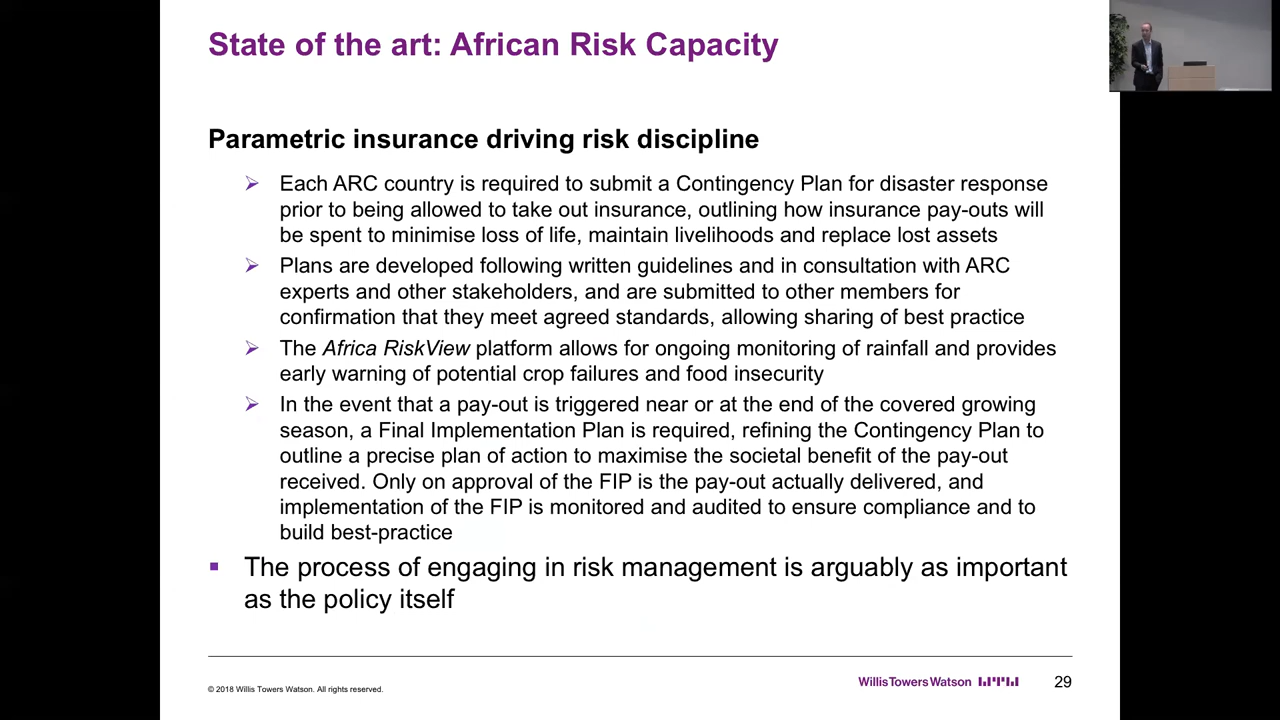 State of the art: African Risk Capacity
Parametric insurance driving risk discipline
Each ARC country is required to submit a Contingency Plan for disaster response
prior to being allowed to take out insurance, outlining how insurance pay-outs will
be spent to minimise loss of life, maintain livelihoods and replace lost assets
Plans are developed following written guidelines and in consultation with ARC
experts and other stakeholders, and are submitted to other members for
confirmation that they meet agreed standards, allowing sharing of best practice
The Africa RiskView platform allows for ongoing monitoring of rainfall and provides
early warning of potential crop failures and food insecurity
In the event that a pay-out is triggered near or at the end of the covered growing
season, a Final Implementation Plan is required, refining the Contingency Plan to
outline a precise plan of action to maximise the societal benefit of the pay-out
received. Only on approval of the FIP is the pay-out actually delivered, and
implementation of the FIP is monitored and audited to ensure compliance and to
build best-practice
The process of engaging in risk management is arguably as important
as the policy itself
© 2018 Willis Towers Watson. All rights reserved.
WillisTowersWatson
29